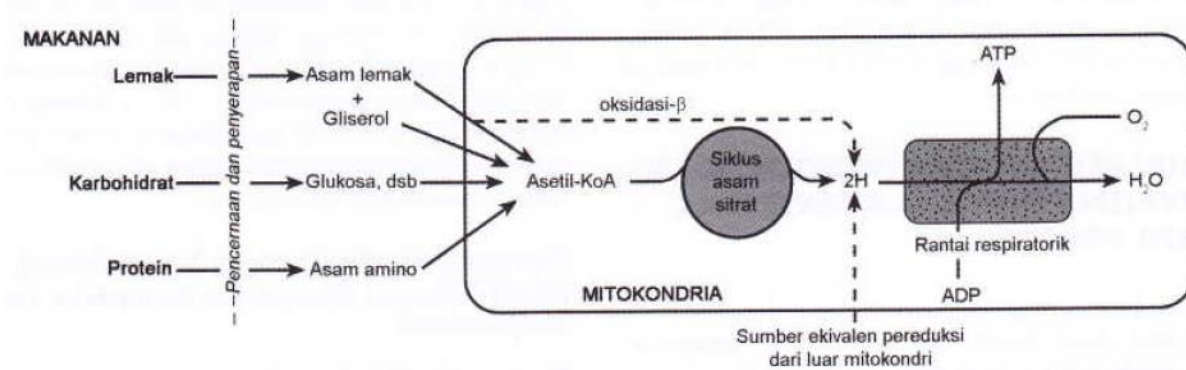 MAKANAN
Lemak
Pencernaan dan penyerapan
Asam lemak
+
Gliserol
Karbohidrat
Glukosa, dsb
Protein
Asam amino
Asetil-KoA
oksidasi-β
Siklus
asam
sitrat
2H
ATP
O₂
H₂O
Rantai respiratorik
ADP
MITOKONDRIA
Sumber ekivalen pereduksi
dari luar mitokondri